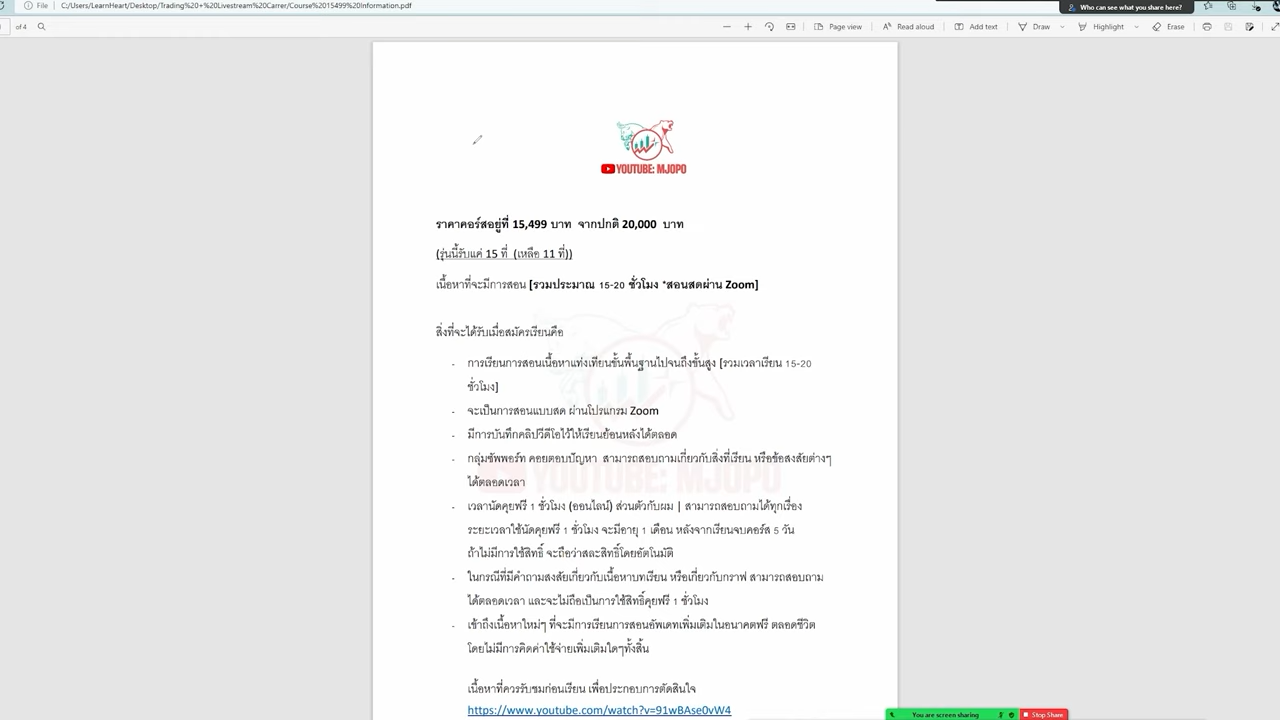 File C:/Users/LearnHeart/Desktop/Trading%20+%20Livestream%20Carrer/Course%2015499%20Information.pdf
Who can see what you share here?
of 4
Page view
Read aloud
Add text
Draw
Highlight
Erase
YOUTUBE: MJOPO
ราคาคอร์สอยู่ที่ 15,499 บาท จากปกติ 20,000 บาท
(รุ่นนี้รับแค่ 15 ที่ (เหลือ 11 ที่))
เนื้อหาที่จะมีการสอน [รวมประมาณ 15-20 ชั่วโมง *สอนสดผ่าน Zoom]
สิ่งที่จะได้รับเมื่อสมัครเรียนคือ
- การเรียนการสอนเนื้อหาแท่งเทียนขั้นพื้นฐานไปจนถึงขั้นสูง [รวมเวลาเรียน 15-20
ชั่วโมง]
- จะเป็นการสอนแบบสด ผ่านโปรแกรม Zoom
- มีการบันทึกคลิปวีดีโอไว้ให้เรียนย้อนหลังได้ตลอด
- กลุ่มซัพพอร์ท คอยตอบปัญหา สามารถสอบถามเกี่ยวกับสิ่งที่เรียน หรือข้อสงสัยต่างๆ
ได้ตลอดเวลา
YOUTUBE: MJOPO
- เวลานัดคุยฟรี 1 ชั่วโมง (ออนไลน์) ส่วนตัวกับผม | สามารถสอบถามได้ทุกเรื่อง
ระยะเวลาใช้นัดคุยฟรี 1 ชั่วโมง จะมีอายุ 1 เดือน หลังจากเรียนจบคอร์ส 5 วัน
ถ้าไม่มีการใช้สิทธิ์ จะถือว่าสละสิทธิ์โดยอัตโนมัติ
- ในกรณีที่มีคำถามสงสัยเกี่ยวกับเนื้อหาบทเรียน หรือเกี่ยวกับกราฟ สามารถสอบถาม
ได้ตลอดเวลา และจะไม่ถือเป็นการใช้สิทธิ์คุยฟรี 1 ชั่วโมง
- เข้าถึงเนื้อหาใหม่ๆ ที่จะมีการเรียนการสอนอัพเดทเพิ่มเติมในอนาคตฟรี ตลอดชีวิต
โดยไม่มีการคิดค่าใช้จ่ายเพิ่มเติมใดๆทั้งสิ้น
เนื้อหาที่ควรรับชมก่อนเรียน เพื่อประกอบการตัดสินใจ
https://www.youtube.com/watch?v=91wBAse0vW4
You are screen sharing
Stop Share